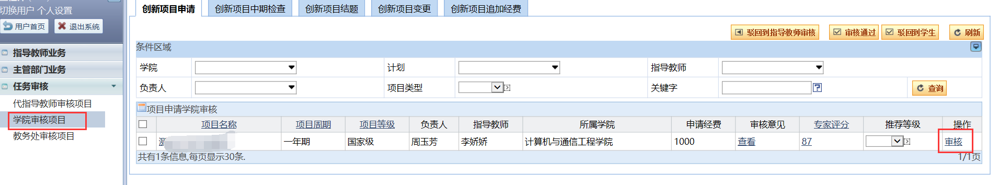 切换用户 个人设置
用户首页 退出系统
指导教师业务
主管部门业务
任务审核
代指导教师审核项目
学院审核项目
教务处审核项目
创新项目申请 创新项目中期检查 创新项目结题 创新项目变更 创新项目追加经费
驳回到指导教师审核 审核通过 驳回到学生 刷新
条件区域
学院 计划 指导教师
负责人 项目类型 关键字 查询
项目申请学院审核
项目名称 项目周期 项目等级 负责人 指导教师 所属学院 申请经费 审核意见 专家评分 推荐等级 操作
一年期 国家级 周玉芳 李娇娇 计算机与通信工程学院 1000 查看 87 审核
共有1条信息,每页显示30条. 1/1页